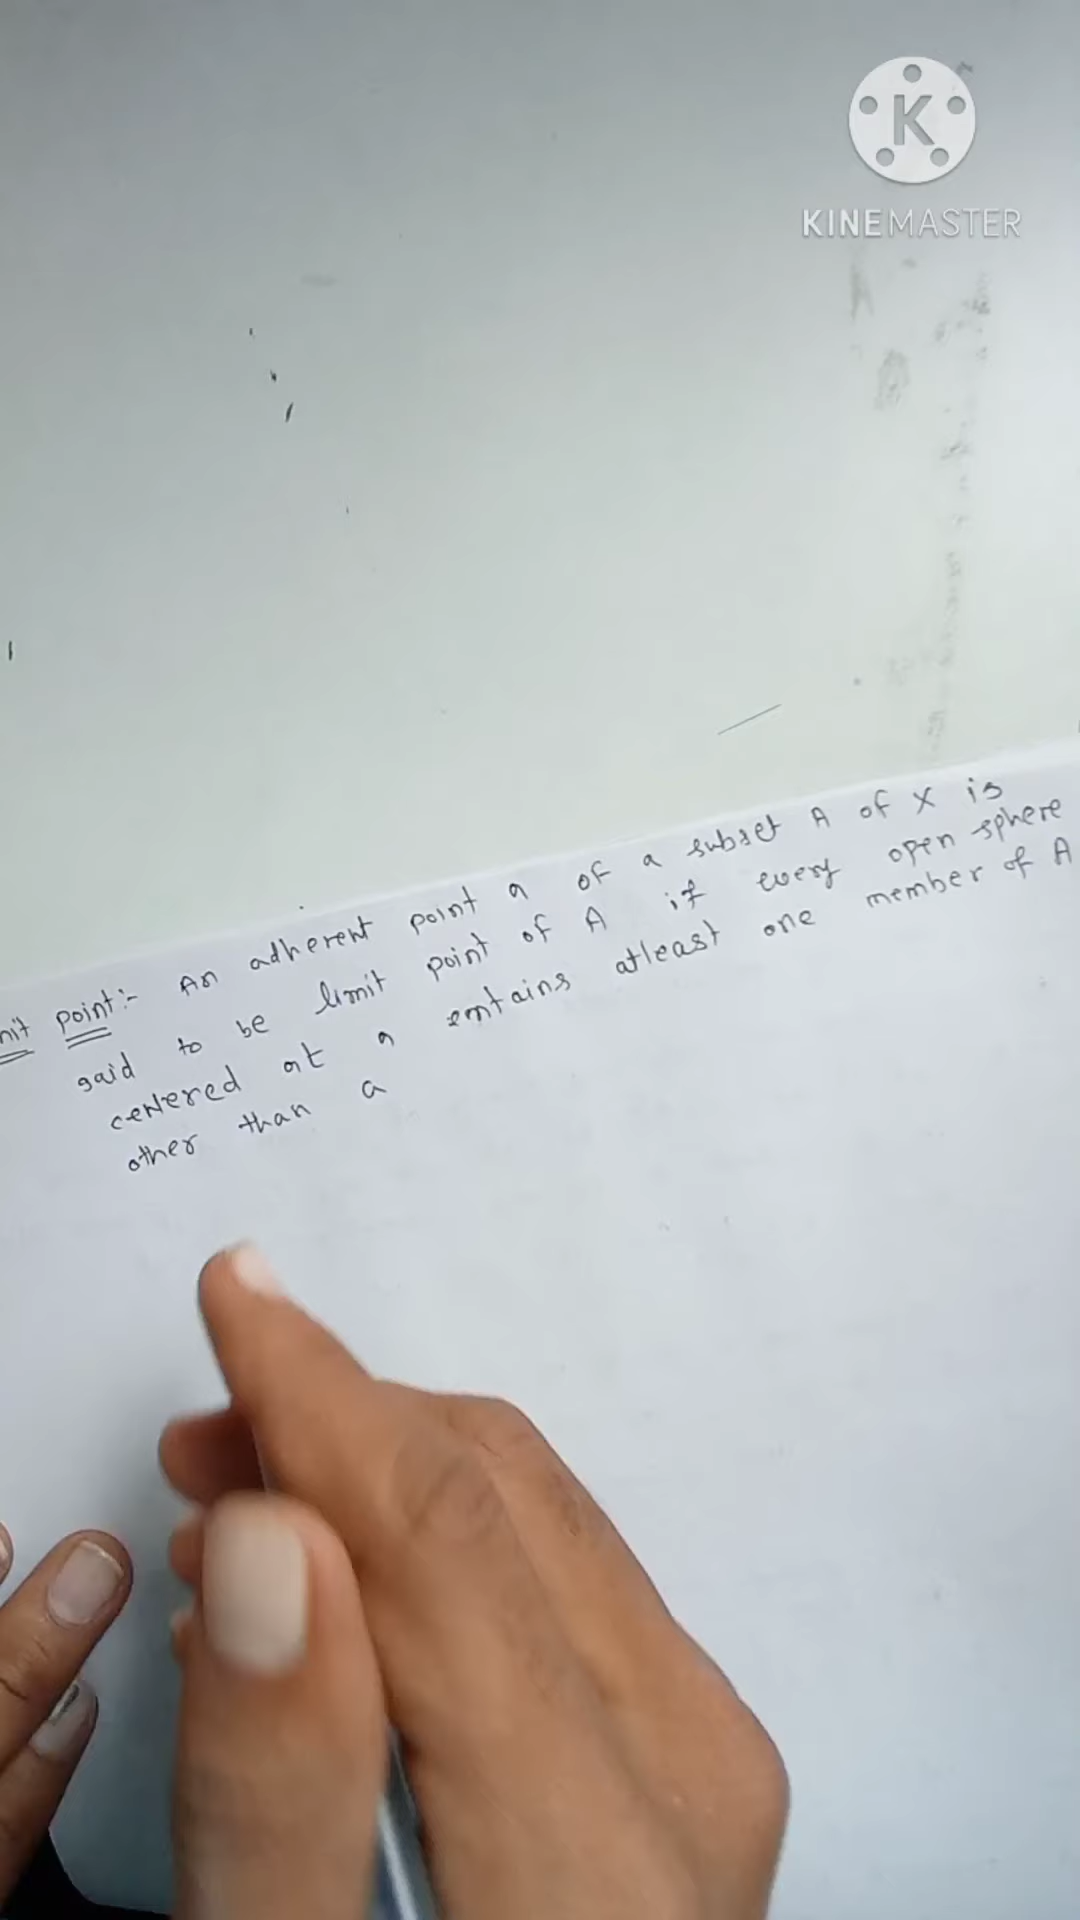 K
KINEMASTER
point:- An adherent point a of a subset A of X is
said to be limit point of A if every open sphere
centered at a contains atleast one member of A
other than a